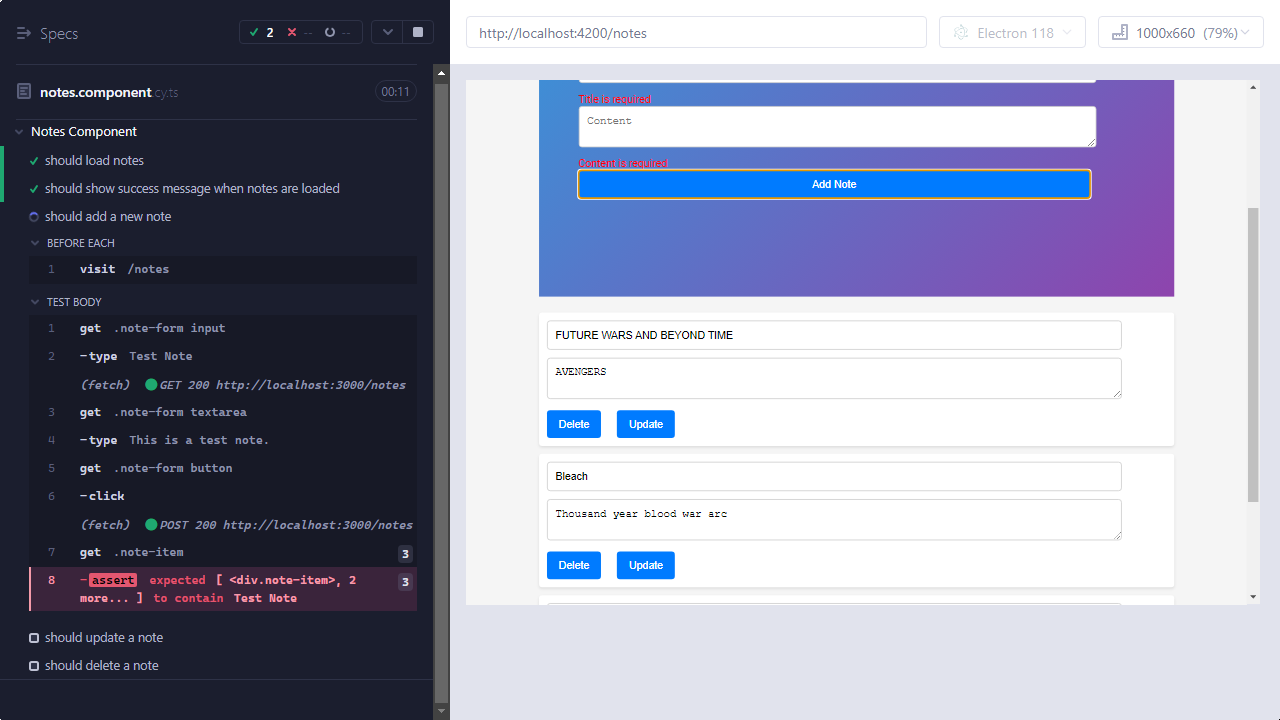 Specs
2
--
--
notes.component.cy.ts
00:11
Notes Component
should load notes
should show success message when notes are loaded
should add a new note
BEFORE EACH
1 visit /notes
TEST BODY
1 get .note-form input
2 -type Test Note
(fetch) GET 200 http://localhost:3000/notes
3 get .note-form textarea
4 -type This is a test note.
5 get .note-form button
6 -click
(fetch) POST 200 http://localhost:3000/notes
7 get .note-item 3
8 -assert expected [ <div.note-item>, 2 3
more... ] to contain Test Note
should update a note
should delete a note
http://localhost:4200/notes
Electron 118
1000x660 (79%)
Title is required
Content
Content is required
Add Note
FUTURE WARS AND BEYOND TIME
AVENGERS
Delete Update
Bleach
Thousand year blood war arc
Delete Update